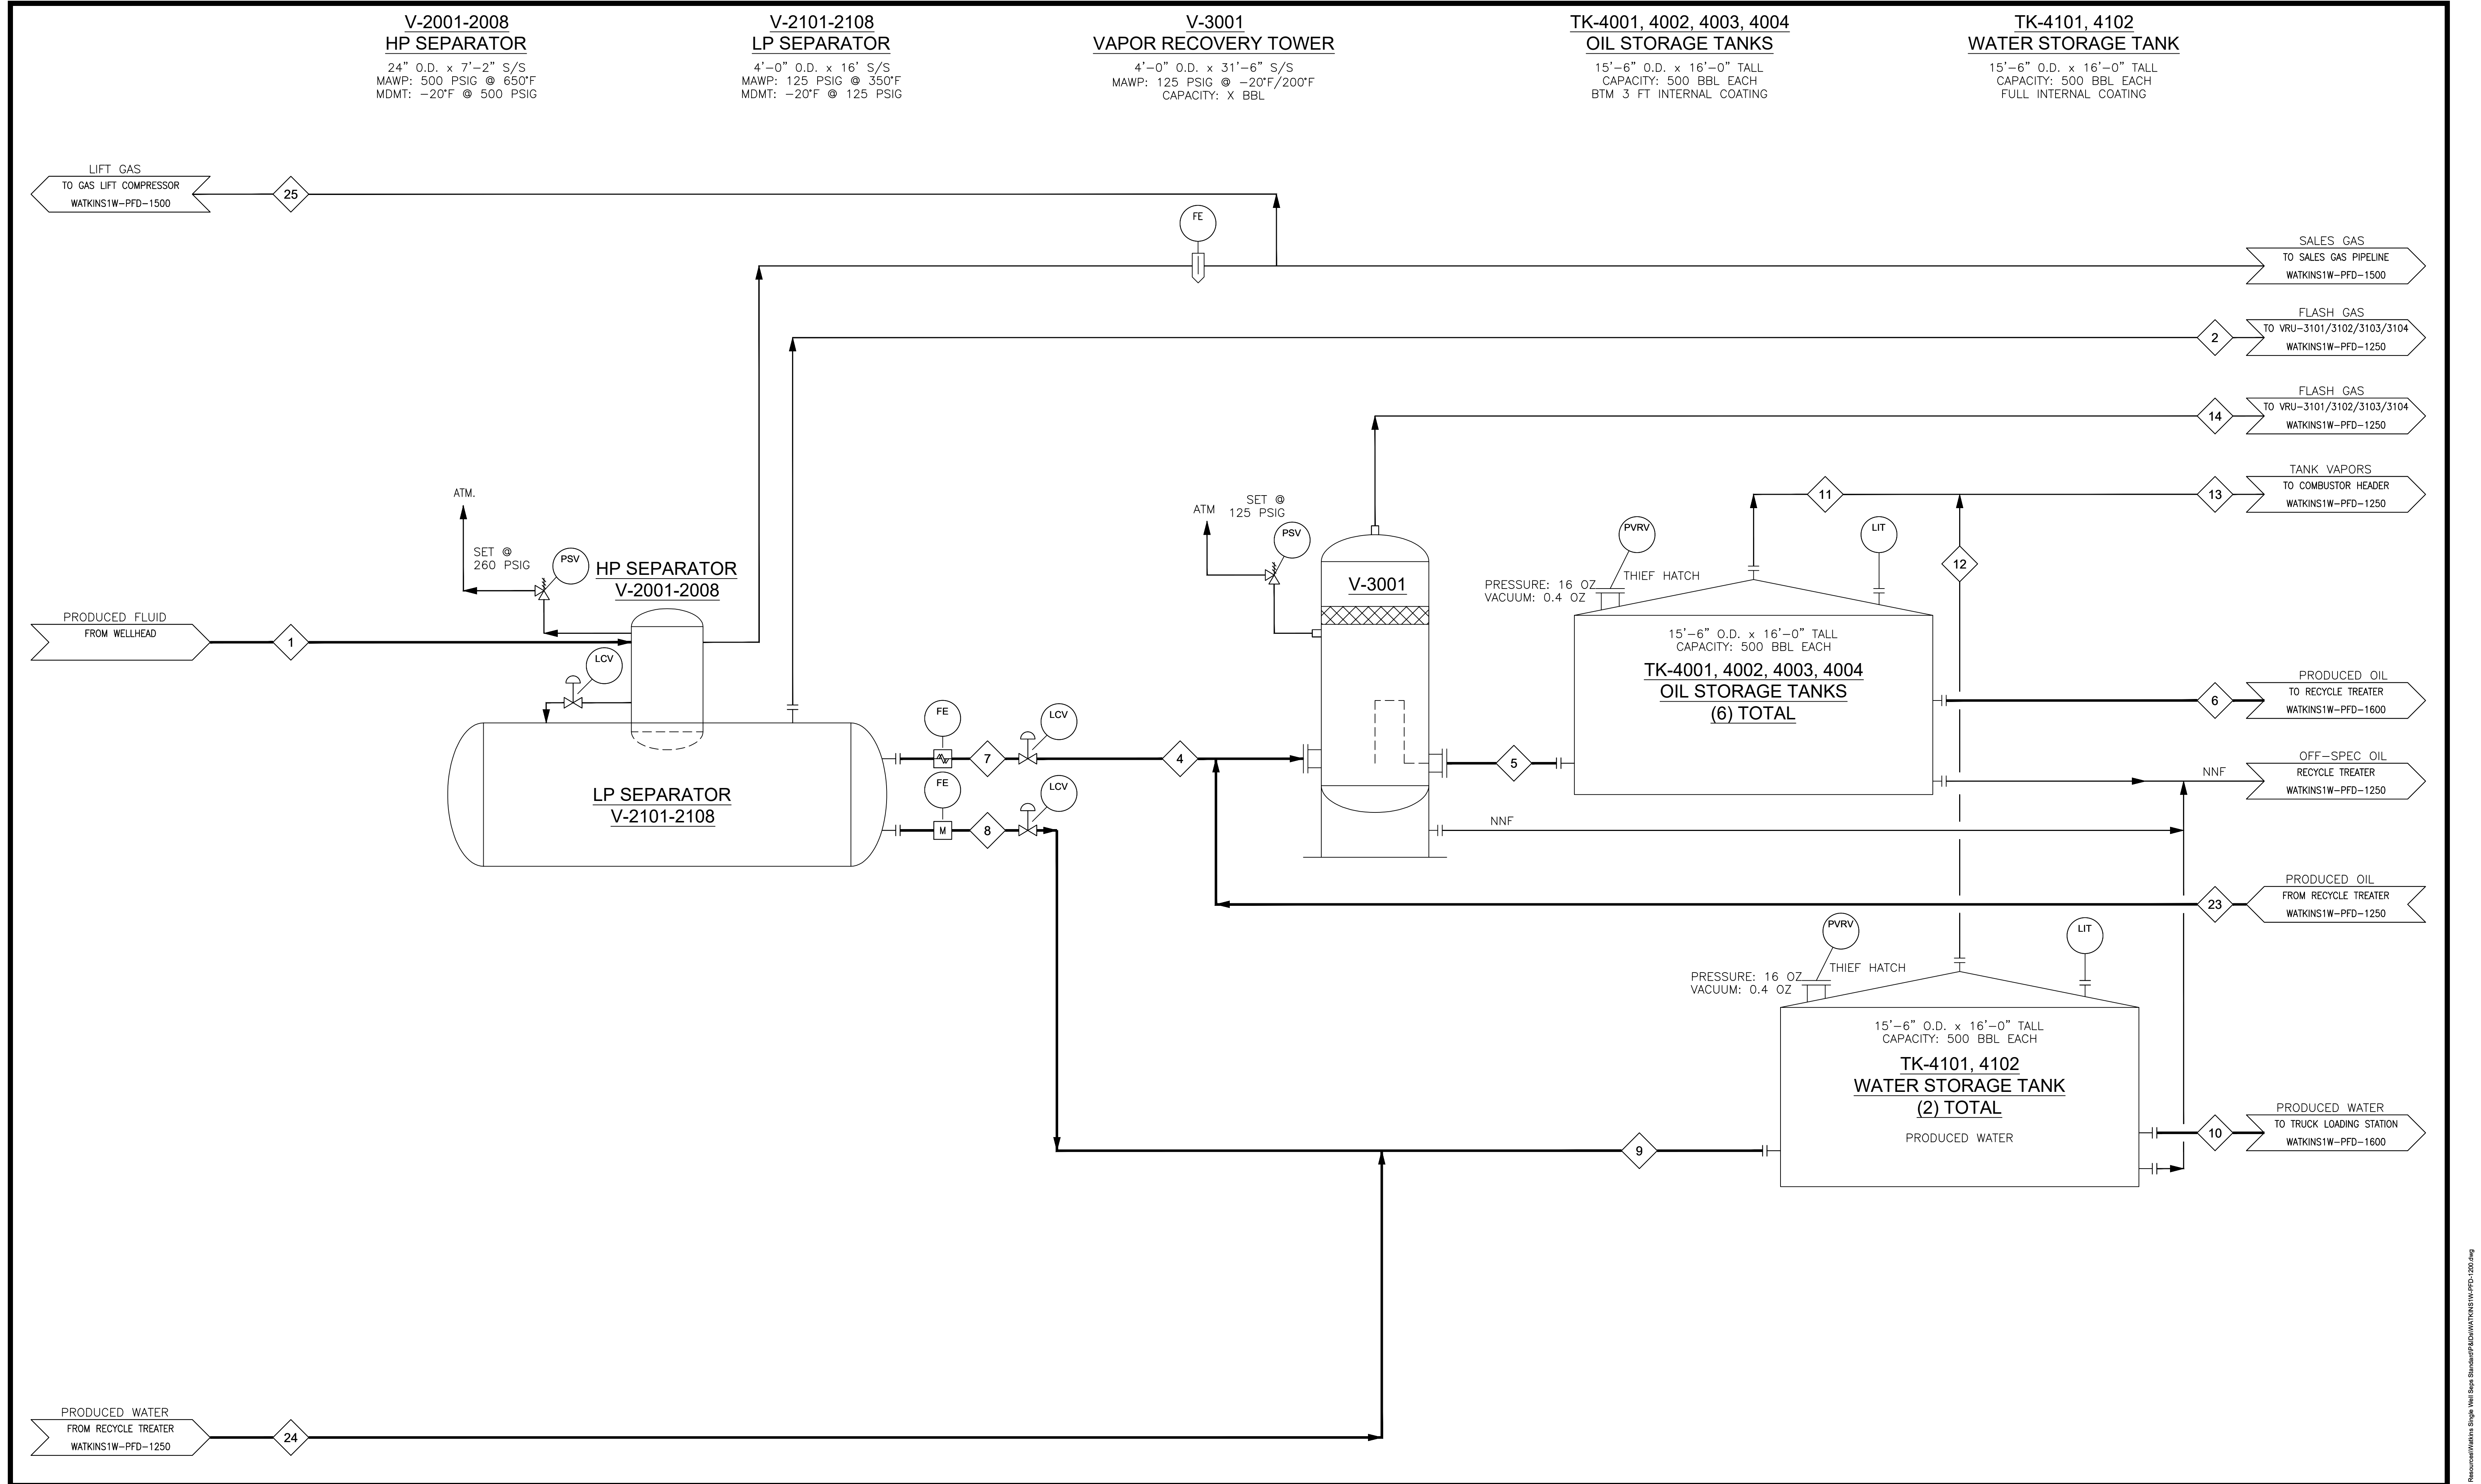 V-2001-2008
HP SEPARATOR
24" O.D. x 7'-2" S/S
MAWP: 500 PSIG @ 650°F
MDMT: -20°F @ 500 PSIG
V-2101-2108
LP SEPARATOR
4'-0" O.D. x 16' S/S
MAWP: 125 PSIG @ 350°F
MDMT: -20°F @ 125 PSIG
V-3001
VAPOR RECOVERY TOWER
4'-0" O.D. x 31'-6" S/S
MAWP: 125 PSIG @ -20°F/200°F
CAPACITY: X BBL
TK-4001, 4002, 4003, 4004
OIL STORAGE TANKS
15'-6" O.D. x 16'-0" TALL
CAPACITY: 500 BBL EACH
BTM 3 FT INTERNAL COATING
TK-4101, 4102
WATER STORAGE TANK
15'-6" O.D. x 16'-0" TALL
CAPACITY: 500 BBL EACH
FULL INTERNAL COATING
LIFT GAS
TO GAS LIFT COMPRESSOR
WATKINS1W-PFD-1500
25
FE
SALES GAS
TO SALES GAS PIPELINE
WATKINS1W-PFD-1500
FLASH GAS
TO VRU-3101/3102/3103/3104
WATKINS1W-PFD-1250
2
FLASH GAS
TO VRU-3101/3102/3103/3104
WATKINS1W-PFD-1250
14
TANK VAPORS
TO COMBUSTOR HEADER
WATKINS1W-PFD-1250
13
11
12
ATM.
SET @
260 PSIG
PSV
HP SEPARATOR
V-2001-2008
PRODUCED FLUID
FROM WELLHEAD
1
LCV
LP SEPARATOR
V-2101-2108
FE
7
LCV
4
FE
M
8
LCV
ATM
SET @
125 PSIG
PSV
V-3001
5
NNF
PVRV
THIEF HATCH
PRESSURE: 16 OZ
VACUUM: 0.4 OZ
LIT
15'-6" O.D. x 16'-0" TALL
CAPACITY: 500 BBL EACH
TK-4001, 4002, 4003, 4004
OIL STORAGE TANKS
(6) TOTAL
PRODUCED OIL
TO RECYCLE TREATER
WATKINS1W-PFD-1600
6
OFF-SPEC OIL
RECYCLE TREATER
WATKINS1W-PFD-1250
NNF
PRODUCED OIL
FROM RECYCLE TREATER
WATKINS1W-PFD-1250
23
PVRV
THIEF HATCH
PRESSURE: 16 OZ
VACUUM: 0.4 OZ
LIT
15'-6" O.D. x 16'-0" TALL
CAPACITY: 500 BBL EACH
TK-4101, 4102
WATER STORAGE TANK
(2) TOTAL
PRODUCED WATER
9
PRODUCED WATER
TO TRUCK LOADING STATION
WATKINS1W-PFD-1600
10
PRODUCED WATER
FROM RECYCLE TREATER
WATKINS1W-PFD-1250
24
Resources\Watkins Single Well Seps Standard\P&IDs\WATKINS1W-PFD-1200.dwg